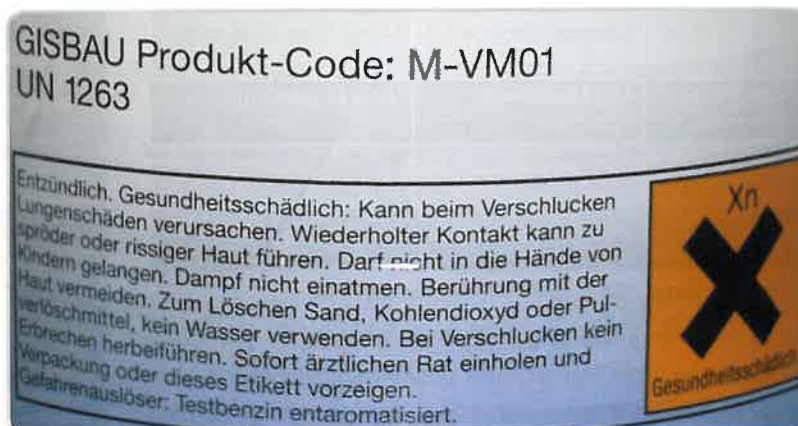 GISBAU Produkt-Code: M-VM01
UN 1263
Entzündlich. Gesundheitsschädlich: Kann beim Verschlucken
Lungenschäden verursachen. Wiederholter Kontakt kann zu
spröder oder rissiger Haut führen. Darf nicht in die Hände von
Kindern gelangen. Dampf nicht einatmen. Berührung mit der
Haut vermeiden. Zum Löschen Sand, Kohlendioxyd oder Pul-
verlöschmittel, kein Wasser verwenden. Bei Verschlucken kein
Erbrechen herbeiführen. Sofort ärztlichen Rat einholen und
Verpackung oder dieses Etikett vorzeigen.
Gefahrenauslöser: Testbenzin entaromatisiert.
Xn
Gesundheitsschädlich